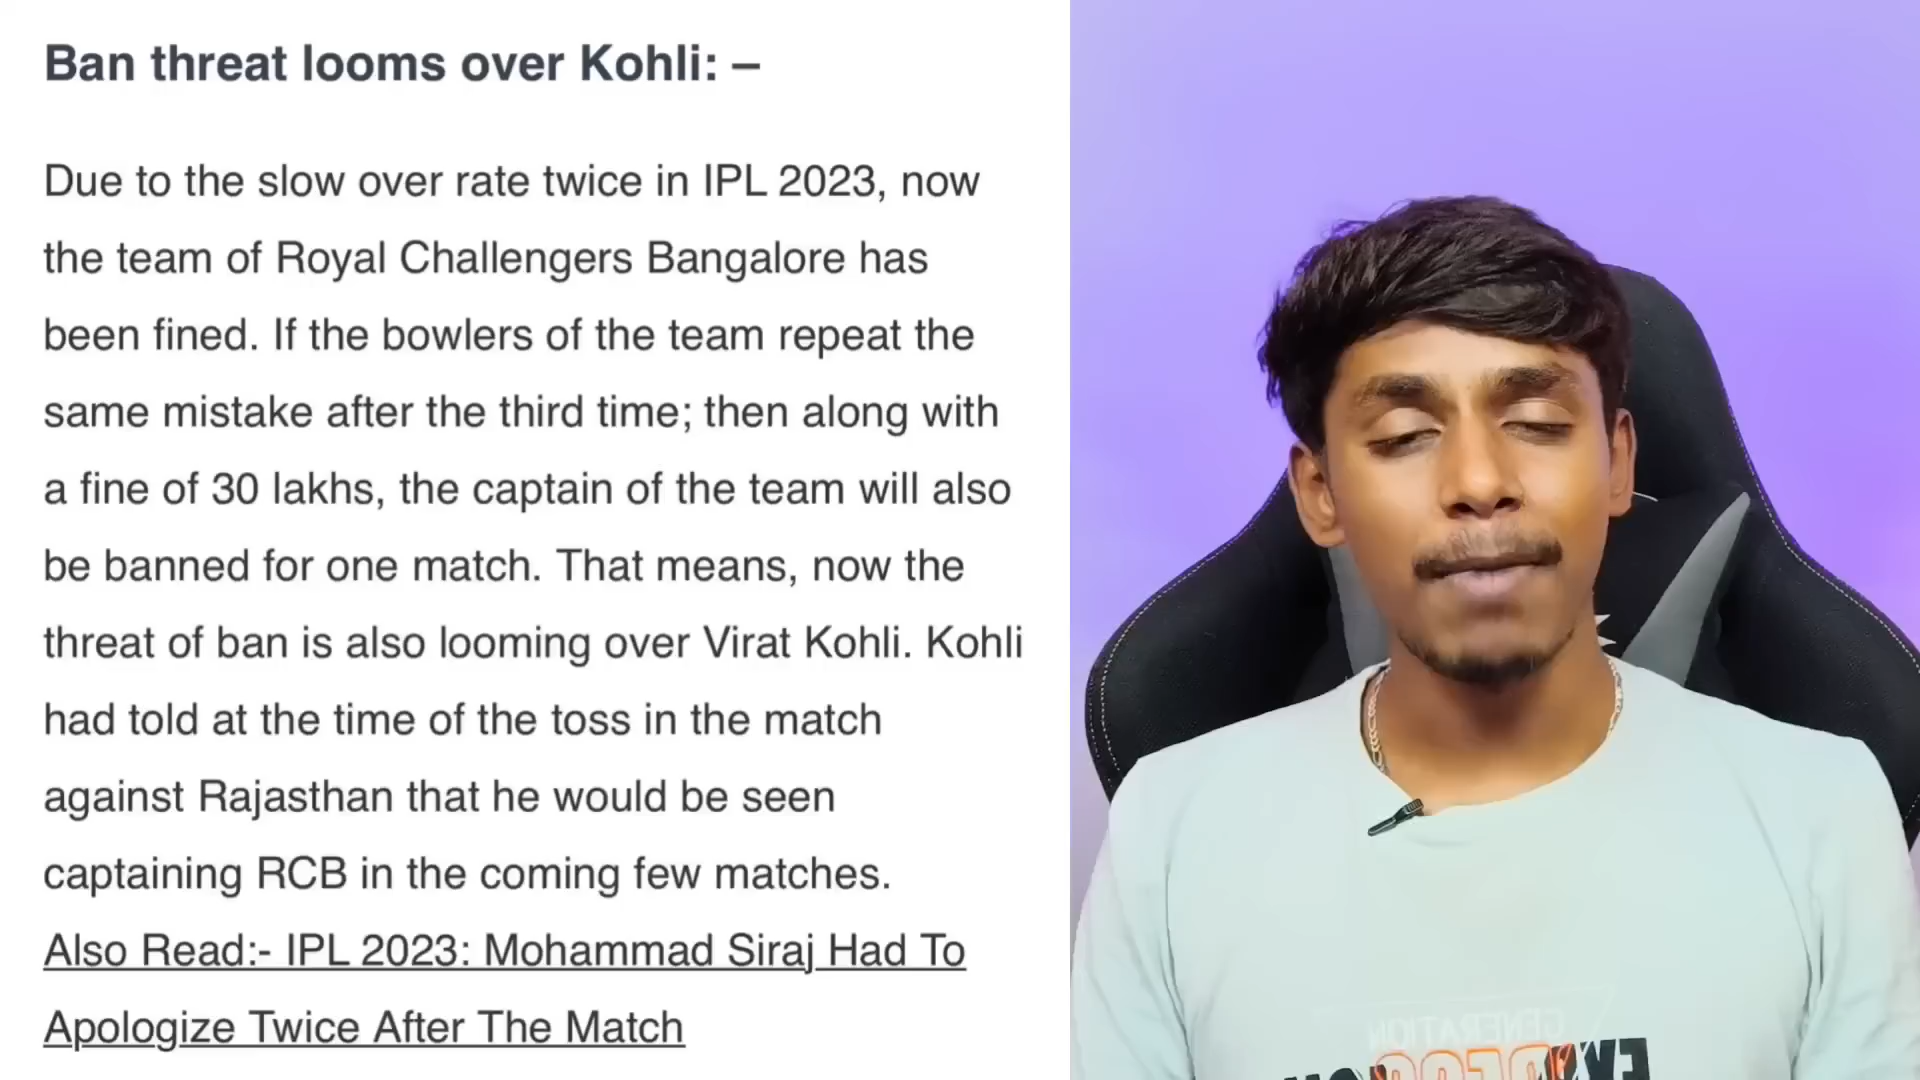 Ban threat looms over Kohli: –
Due to the slow over rate twice in IPL 2023, now
the team of Royal Challengers Bangalore has
been fined. If the bowlers of the team repeat the
same mistake after the third time; then along with
a fine of 30 lakhs, the captain of the team will also
be banned for one match. That means, now the
threat of ban is also looming over Virat Kohli. Kohli
had told at the time of the toss in the match
against Rajasthan that he would be seen
captaining RCB in the coming few matches.
Also Read:- IPL 2023: Mohammad Siraj Had To
Apologize Twice After The Match
GENERATION